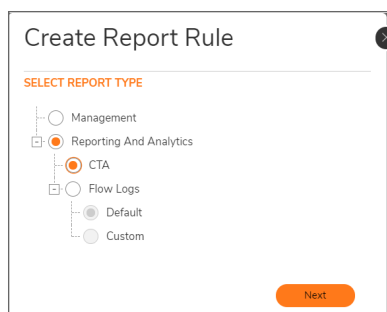 Create Report Rule
SELECT REPORT TYPE
Management
Reporting And Analytics
CTA
Flow Logs
Default
Custom
Next